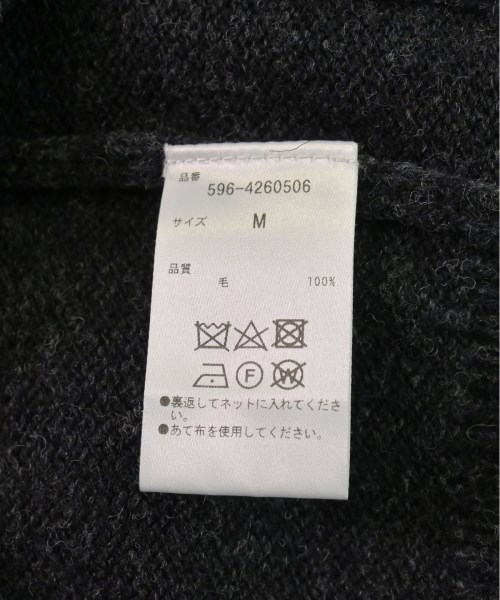 品番
596-4260506
サイズ M
品質
毛 100%
F W
●裏返してネットに入れてくださ
い。
●あて布を使用してください。